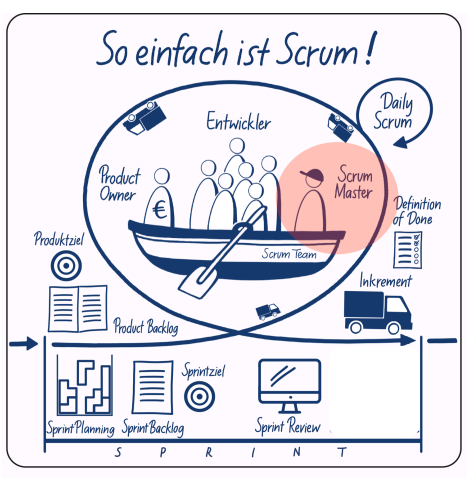 So einfach ist Scrum!
Daily
Scrum
Entwickler
Product
Owner
€
Scrum
Master
Definition
of Done
Scrum Team
Produktziel
Inkrement
Product Backlog
Sprintziel
Sprint Planning
Sprint Backlog
Sprint Review
SPRINT